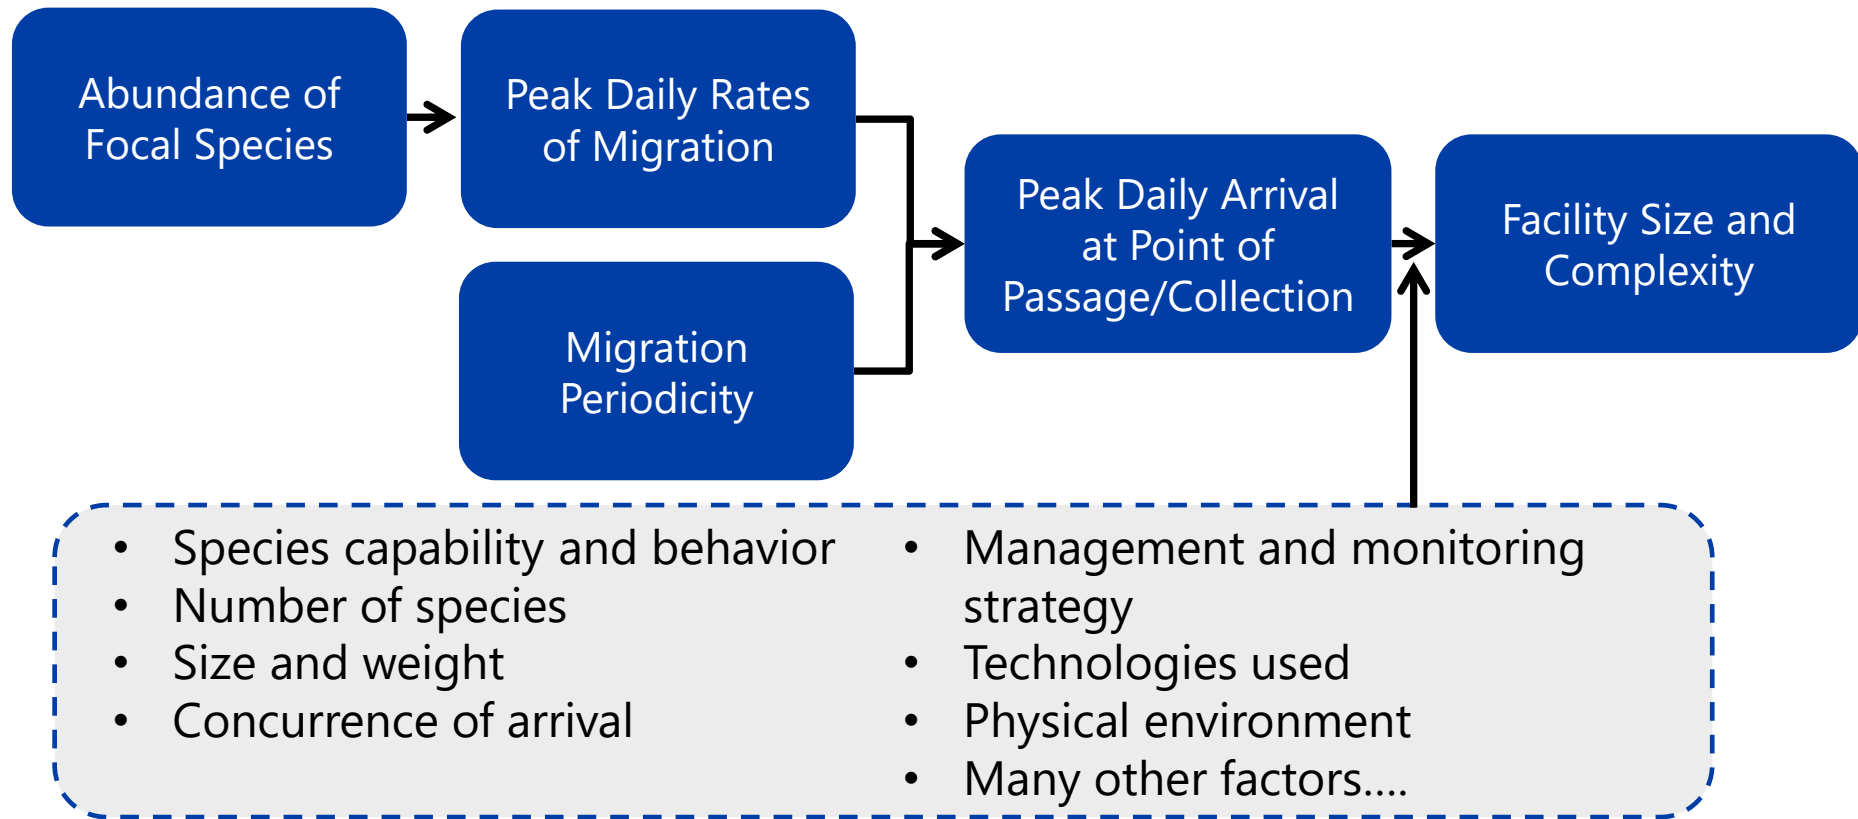 Abundance of
Focal Species
Peak Daily Rates
of Migration
Migration
Periodicity
Peak Daily Arrival
at Point of
Passage/Collection
Facility Size and
Complexity
• Species capability and behavior
• Number of species
• Size and weight
• Concurrence of arrival
• Management and monitoring
strategy
• Technologies used
• Physical environment
• Many other factors....